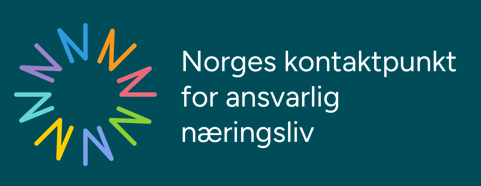 Norges kontaktpunkt
for ansvarlig
næringsliv